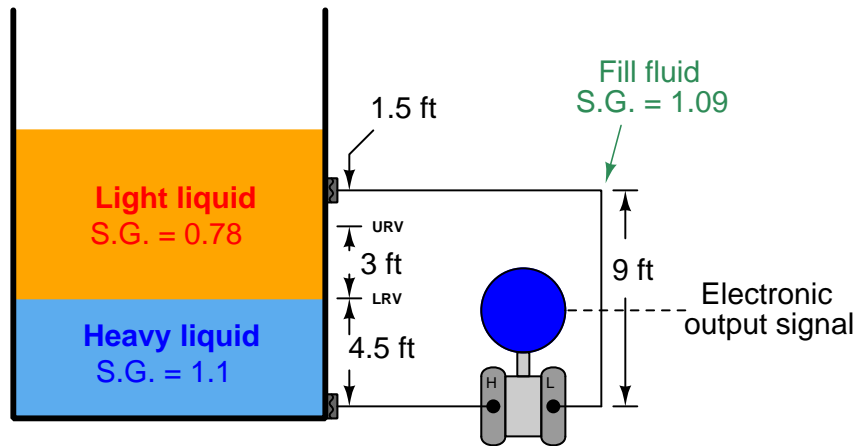 Fill fluid
S.G. = 1.09
1.5 ft
Light liquid
S.G. = 0.78
URV
3 ft
9 ft
LRV
Electronic
output signal
Heavy liquid
S.G. = 1.1
4.5 ft
H
L